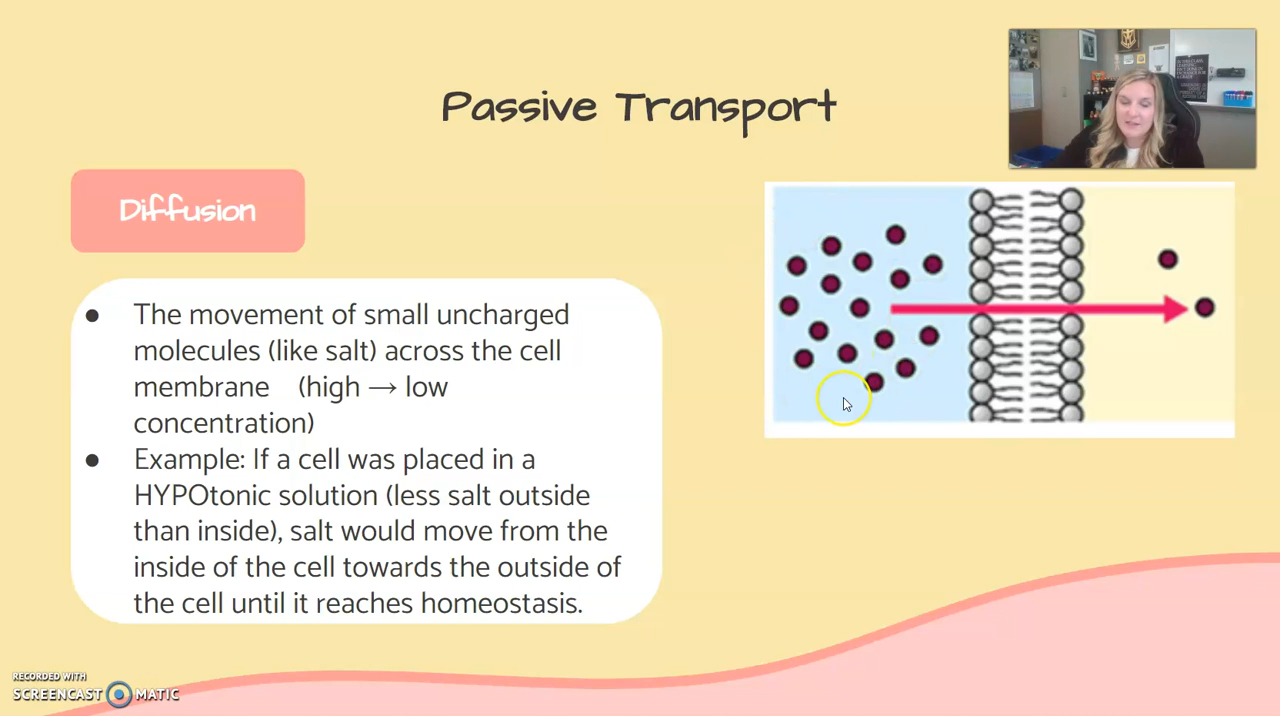 Passive Transport
Diffusion
● The movement of small uncharged
molecules (like salt) across the cell
membrane (high → low
concentration)
● Example: If a cell was placed in a
HYPOtonic solution (less salt outside
than inside), salt would move from the
inside of the cell towards the outside of
the cell until it reaches homeostasis.
RECORDED WITH
SCREENCAST MATIC